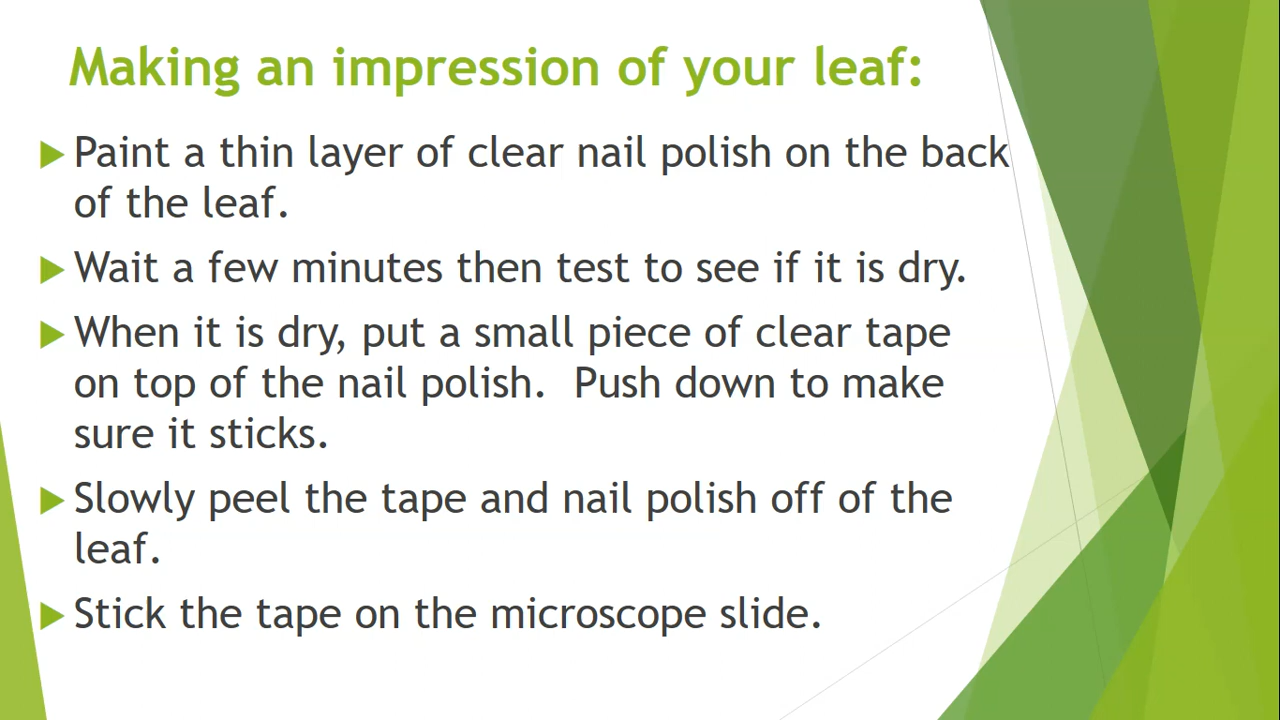 Making an impression of your leaf:
Paint a thin layer of clear nail polish on the back
of the leaf.
Wait a few minutes then test to see if it is dry.
When it is dry, put a small piece of clear tape
on top of the nail polish.  Push down to make
sure it sticks.
Slowly peel the tape and nail polish off of the
leaf.
Stick the tape on the microscope slide.